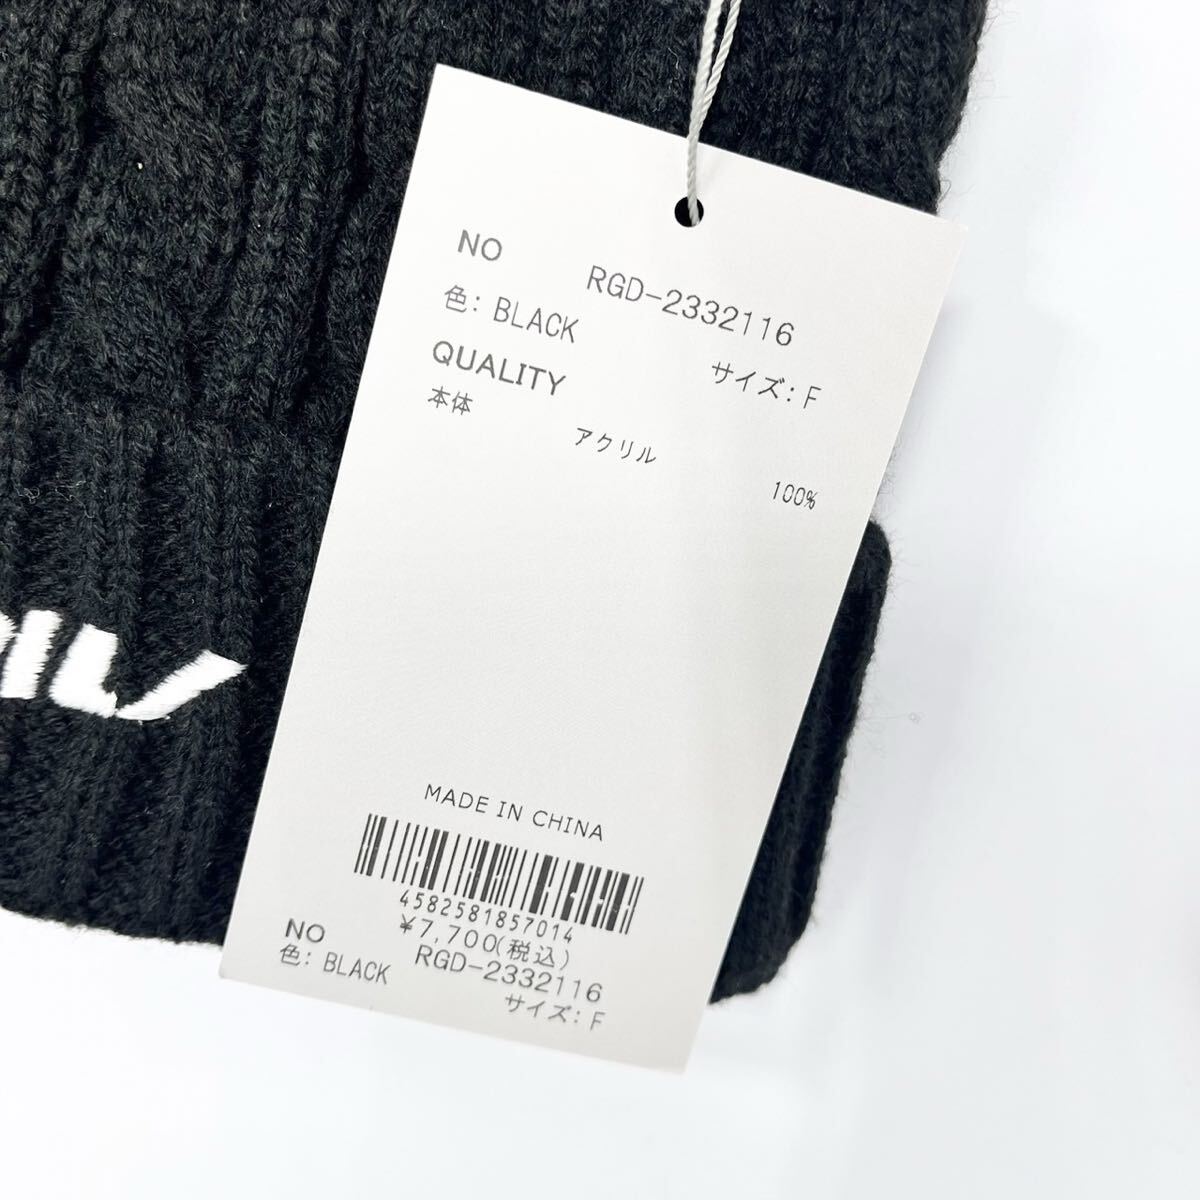 NO
RGD-2332116
色: BLACK
サイズ: F
QUALITY
本体
アクリル
100%
MADE IN CHINA
4582581857014
¥7,700(税込)
NO
RGD-2332116
色: BLACK
サイズ: F